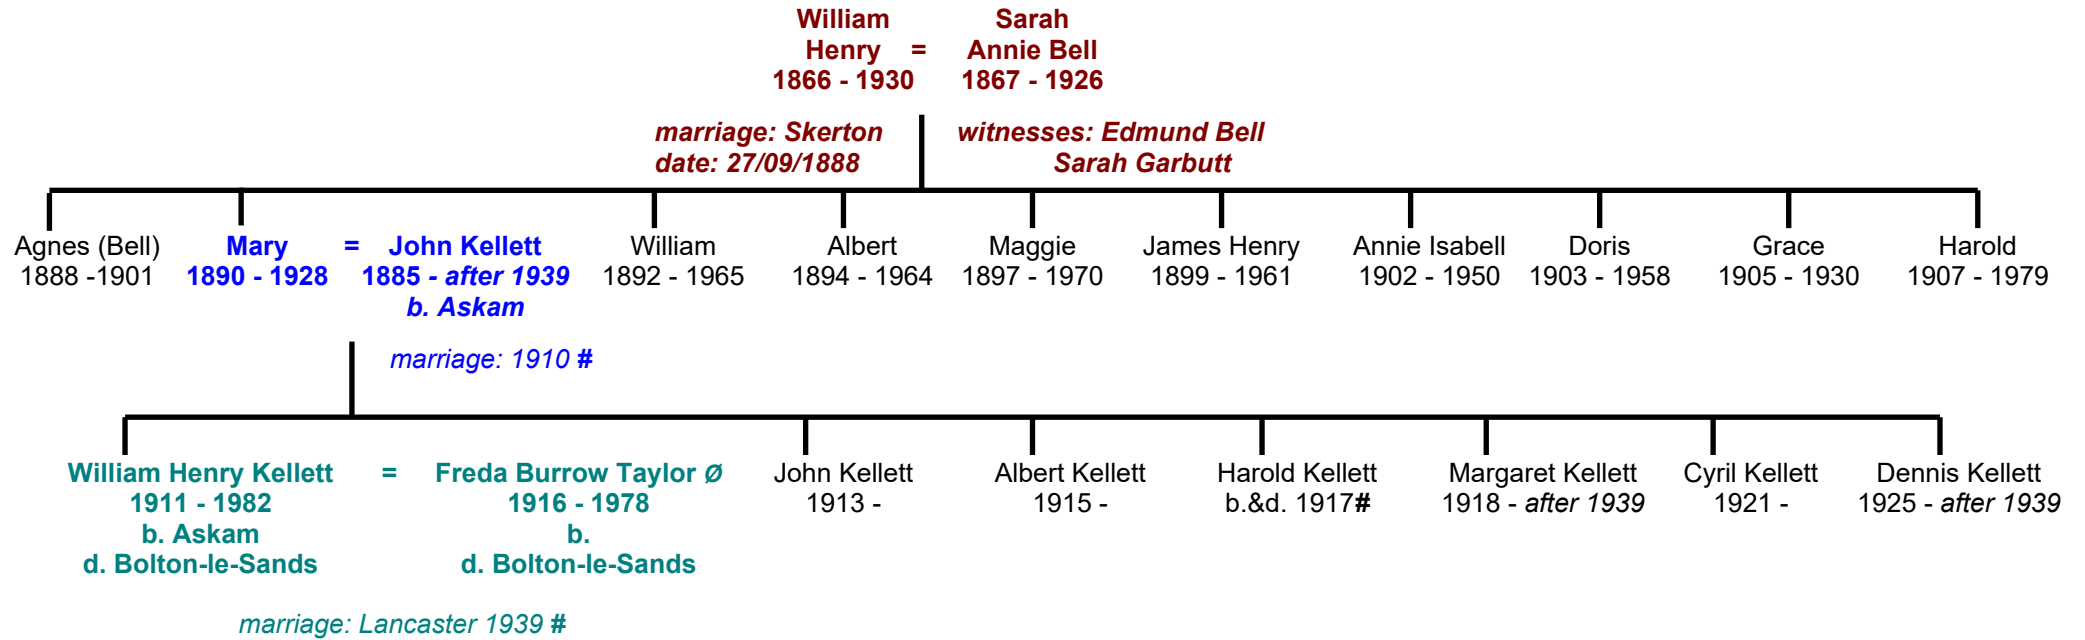 William Sarah
Henry = Annie Bell
1866 - 1930 1867 - 1926
marriage: Skerton witnesses: Edmund Bell
date: 27/09/1888 Sarah Garbutt
Agnes (Bell) Mary = John Kellett William Albert Maggie James Henry Annie Isabell Doris Grace Harold
1888 -1901 1890 - 1928 1885 - after 1939 1892 - 1965 1894 - 1964 1897 - 1970 1899 - 1961 1902 - 1950 1903 - 1958 1905 - 1930 1907 - 1979
b. Askam
marriage: 1910 #
William Henry Kellett = Freda Burrow Taylor Ø John Kellett Albert Kellett Harold Kellett Margaret Kellett Cyril Kellett Dennis Kellett
1911 - 1982 1916 - 1978 1913 - 1915 - b.&d. 1917# 1918 - after 1939 1921 - 1925 - after 1939
b. Askam b.
d. Bolton-le-Sands d. Bolton-le-Sands
marriage: Lancaster 1939 #